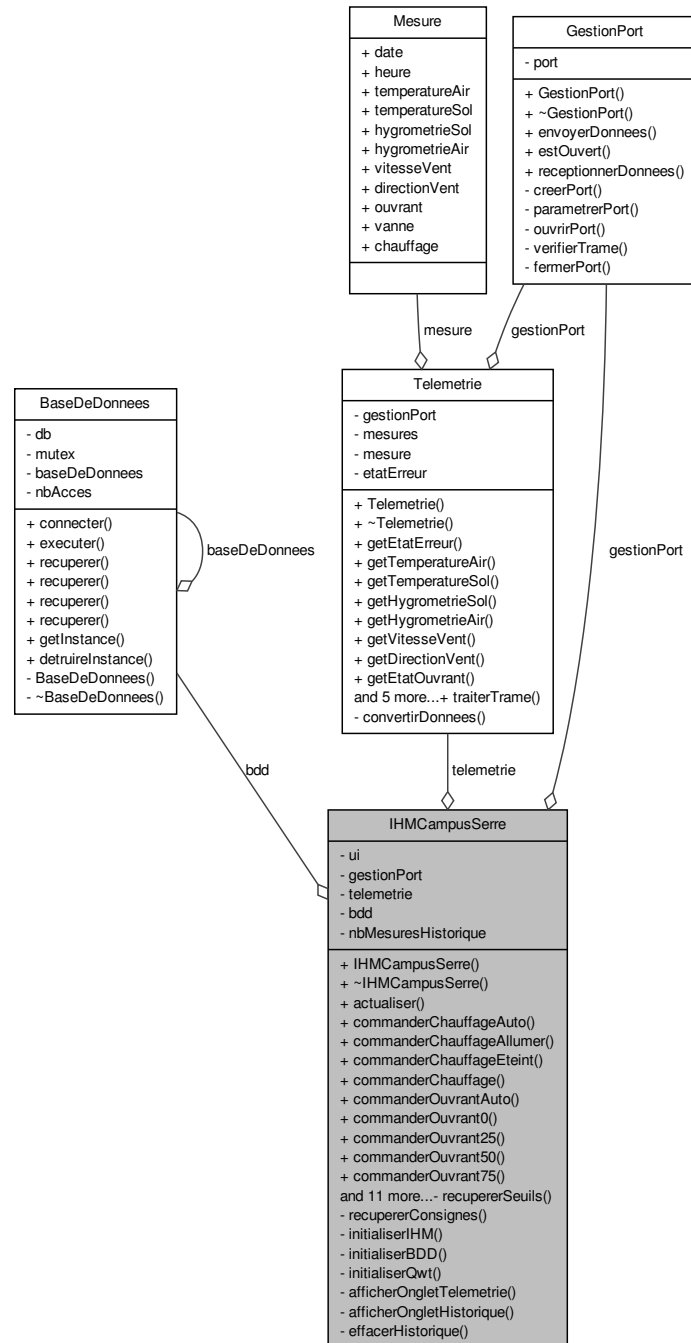 Mesure
+ date
+ heure
+ temperatureAir
+ temperatureSol
+ hygrometrieSol
+ hygrometrieAir
+ vitesseVent
+ directionVent
+ ouvrant
+ vanne
+ chauffage
GestionPort
- port
+ GestionPort()
+ ~GestionPort()
+ envoyerDonnees()
+ estOuvert()
+ receptionnerDonnees()
- creerPort()
- parametrerPort()
- ouvrirPort()
- verifierTrame()
- fermerPort()
mesure
gestionPort
BaseDeDonnees
- db
- mutex
- baseDeDonnees
- nbAcces
+ connecter()
+ executer()
+ recuperer()
+ recuperer()
+ recuperer()
+ recuperer()
+ getInstance()
+ detruireInstance()
- BaseDeDonnees()
- ~BaseDeDonnees()
baseDeDonnees
Telemetrie
- gestionPort
- mesures
- mesure
- etatErreur
+ Telemetrie()
+ ~Telemetrie()
+ getEtatErreur()
+ getTemperatureAir()
+ getTemperatureSol()
+ getHygrometrieSol()
+ getHygrometrieAir()
+ getVitesseVent()
+ getDirectionVent()
+ getEtatOuvrant()
and 5 more...+ traiterTrame()
- convertirDonnees()
gestionPort
bdd
telemetrie
IHMCampusSerre
- ui
- gestionPort
- telemetrie
- bdd
- nbMesuresHistorique
+ IHMCampusSerre()
+ ~IHMCampusSerre()
+ actualiser()
+ commanderChauffageAuto()
+ commanderChauffageAllumer()
+ commanderChauffageEteint()
+ commanderChauffage()
+ commanderOuvrantAuto()
+ commanderOuvrant0()
+ commanderOuvrant25()
+ commanderOuvrant50()
+ commanderOuvrant75()
and 11 more...- recupererSeuils()
- recupererConsignes()
- initialiserIHM()
- initialiserBDD()
- initialiserQwt()
- afficherOngletTelemetrie()
- afficherOngletHistorique()
- effacerHistorique()